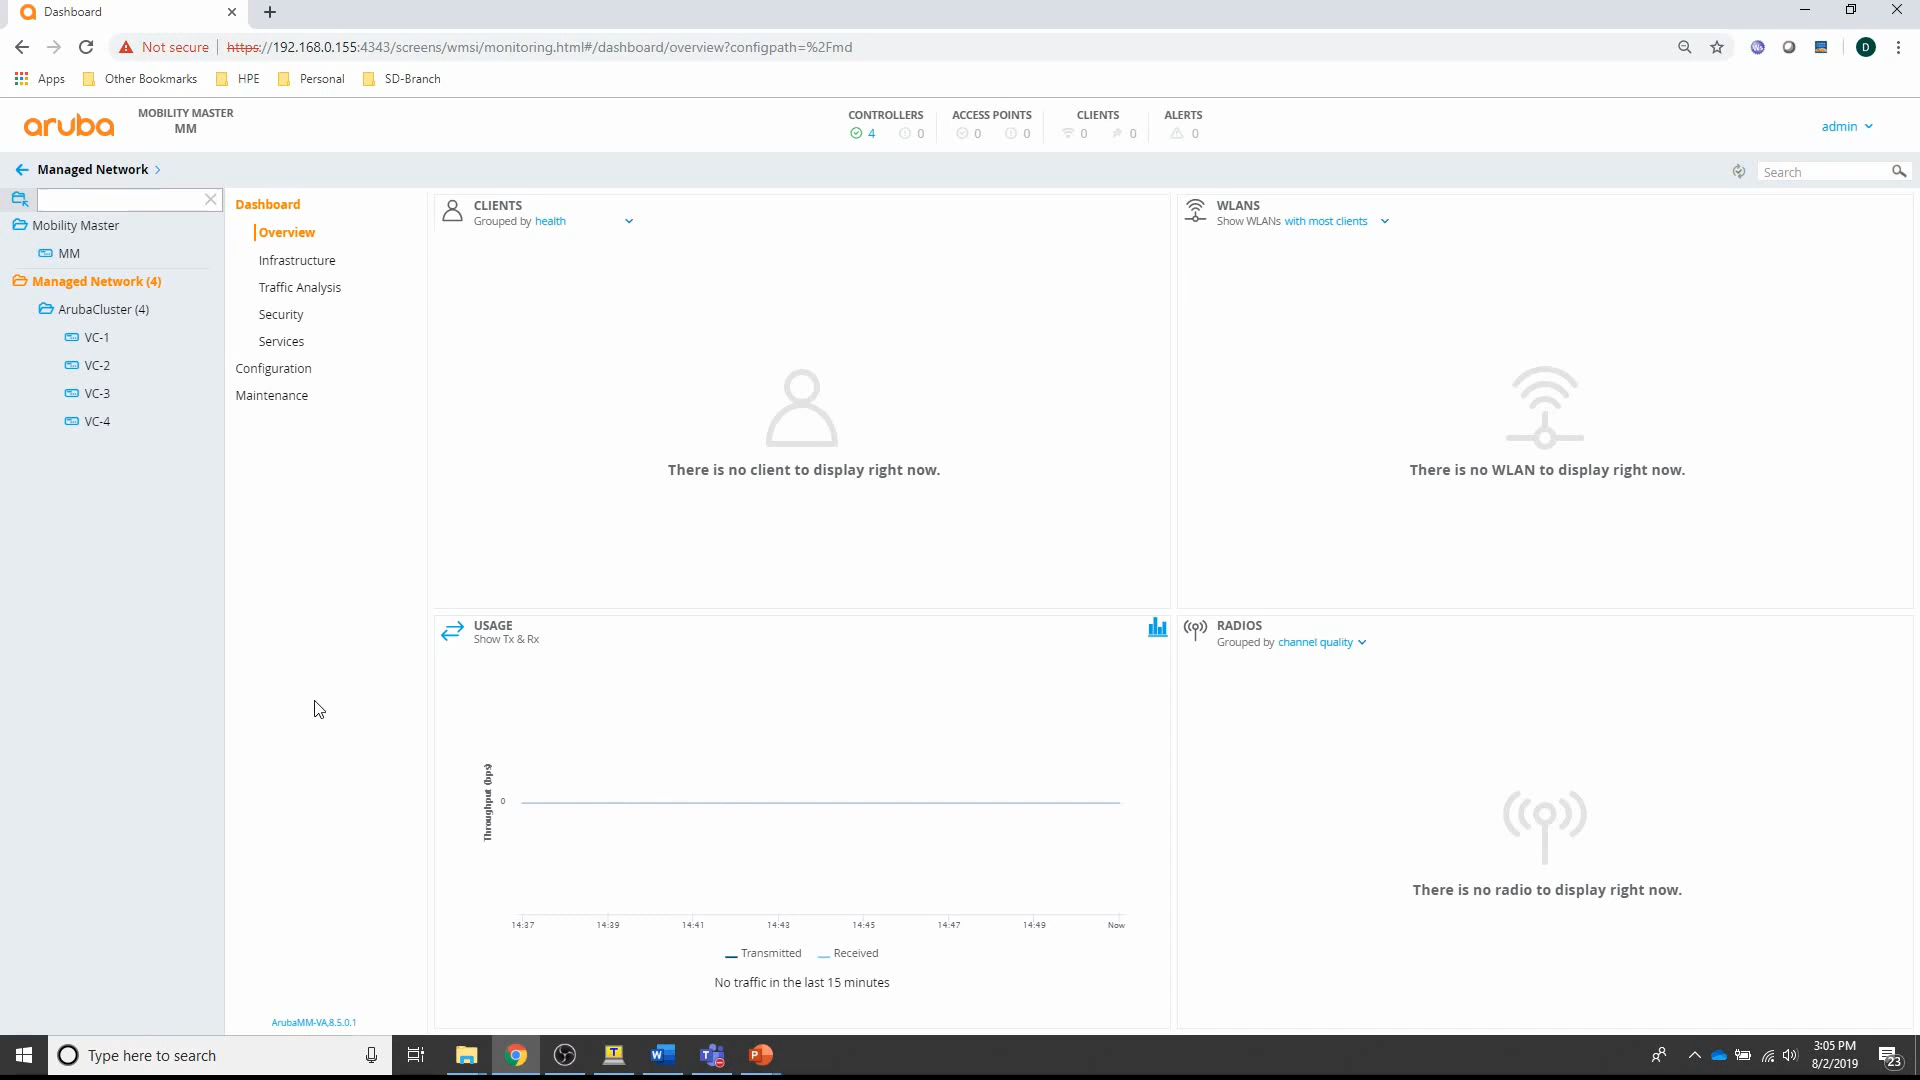 Dashboard
Not secure
https://192.168.0.155:4343/screens/wmsi/monitoring.html#/dashboard/overview?configpath=%2Fmd
D
Apps
Other Bookmarks
HPE
Personal
SD-Branch
aruba
MOBILITY MASTER
MM
CONTROLLERS
4
0
ACCESS POINTS
0
0
CLIENTS
0
0
ALERTS
0
admin
Managed Network
Search
Mobility Master
MM
Managed Network (4)
ArubaCluster (4)
VC-1
VC-2
VC-3
VC-4
Dashboard
Overview
Infrastructure
Traffic Analysis
Security
Services
Configuration
Maintenance
ArubaMM-VA,8.5.0.1
CLIENTS
Grouped by health
There is no client to display right now.
WLANS
Show WLANs with most clients
There is no WLAN to display right now.
USAGE
Show Tx & Rx
Throughput (bps)
0
14:37
14:39
14:41
14:43
14:45
14:47
14:49
Now
Transmitted
Received
No traffic in the last 15 minutes
RADIOS
Grouped by channel quality
There is no radio to display right now.
Type here to search
3:05 PM
8/2/2019
23